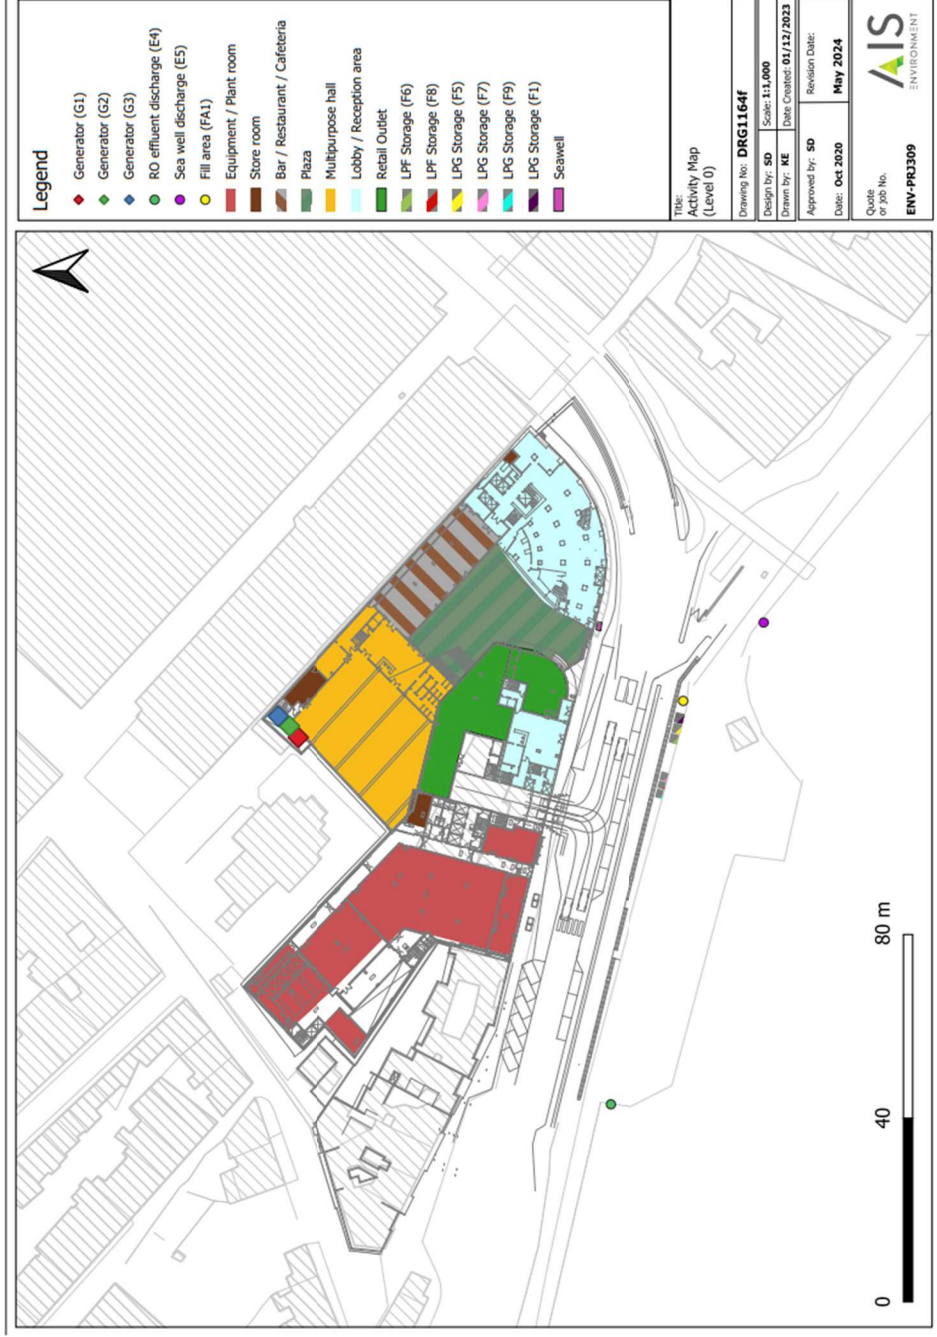 Legend
Generator (G1)
Generator (G2)
Generator (G3)
RO effluent discharge (E4)
Sea well discharge (E5)
Fill area (FA1)
Equipment / Plant room
Store room
Bar / Restaurant / Cafeteria
Plaza
Multipurpose hall
Lobby / Reception area
Retail Outlet
LPF Storage (F6)
LPF Storage (F8)
LPG Storage (F5)
LPG Storage (F7)
LPG Storage (F9)
LPG Storage (F1)
Seawell
Title:
Activity Map
(Level 0)
Drawing No: DRG1164f
Design by: SD
Scale: 1:1,000
Drawn by: KE
Date Created: 01/12/2023
Approved by: SD
Revision Date:
Date: Oct 2020
May 2024
Quote
or Job No.
ENV-PRJ309
AIS
ENVIRONMENT
0 40 80 m